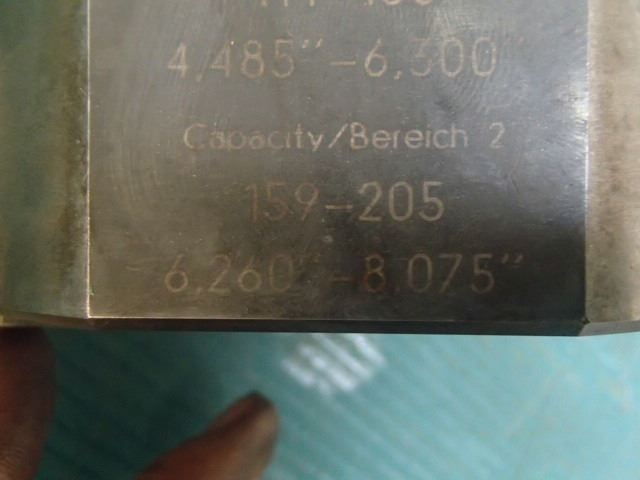 4.485"-6.300"
Capacity/Bereich 2
159-205
6.260"-8.075"